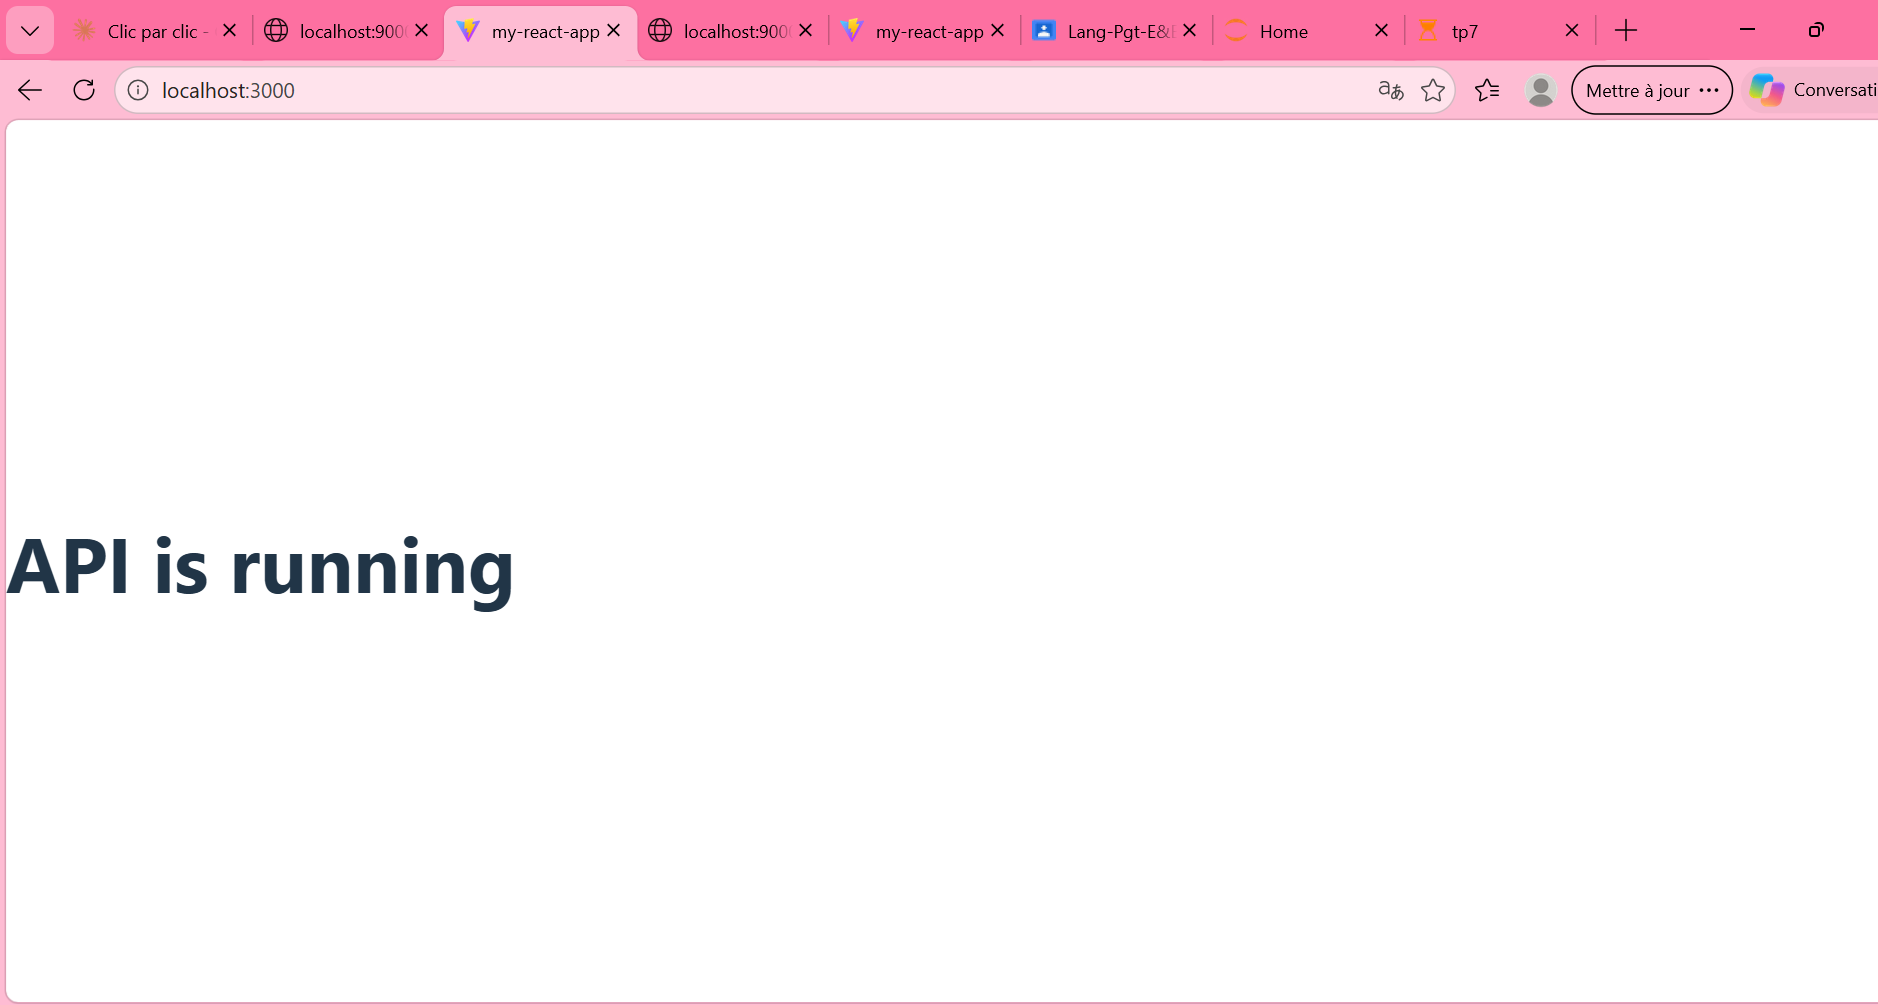 Clic par clic -
localhost:900
my-react-app
localhost:900
my-react-app
Lang-Pgt-E&
Home
tp7
localhost:3000
Mettre à jour
Conversati
API is running